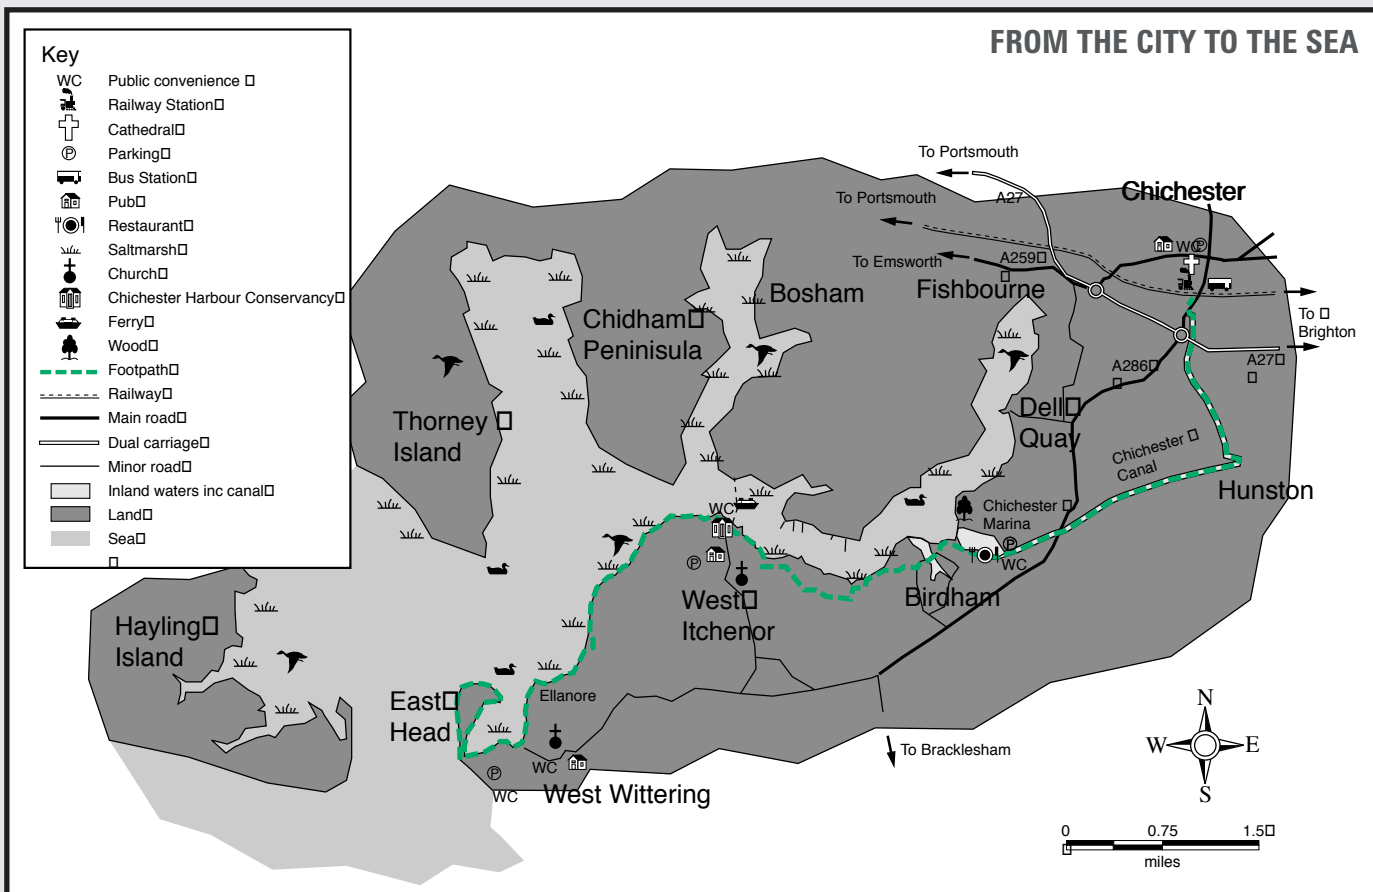 FROM THE CITY TO THE SEA
Key
WC Public convenience
Railway Station
Cathedral
P Parking
Bus Station
Pub
Restaurant
Saltmarsh
Church
Chichester Harbour Conservancy
Ferry
Wood
Footpath
Railway
Main road
Dual carriage
Minor road
Inland waters inc canal
Land
Sea
To Portsmouth
A27
Chichester
To Portsmouth
WC P
To Emsworth
A259
Fishbourne
Bosham
Chidham
Peninisula
To
Brighton
A286
A27
Thorney
Island
Dell
Quay
Chichester
Canal
Hunston
Chichester
Marina
WC
P
WC
P
West
Itchenor
Birdham
Hayling
Island
East
Head
Ellanore
To Bracklesham
WC
P
WC
West Wittering
N
W E
S
0 0.75 1.5
miles